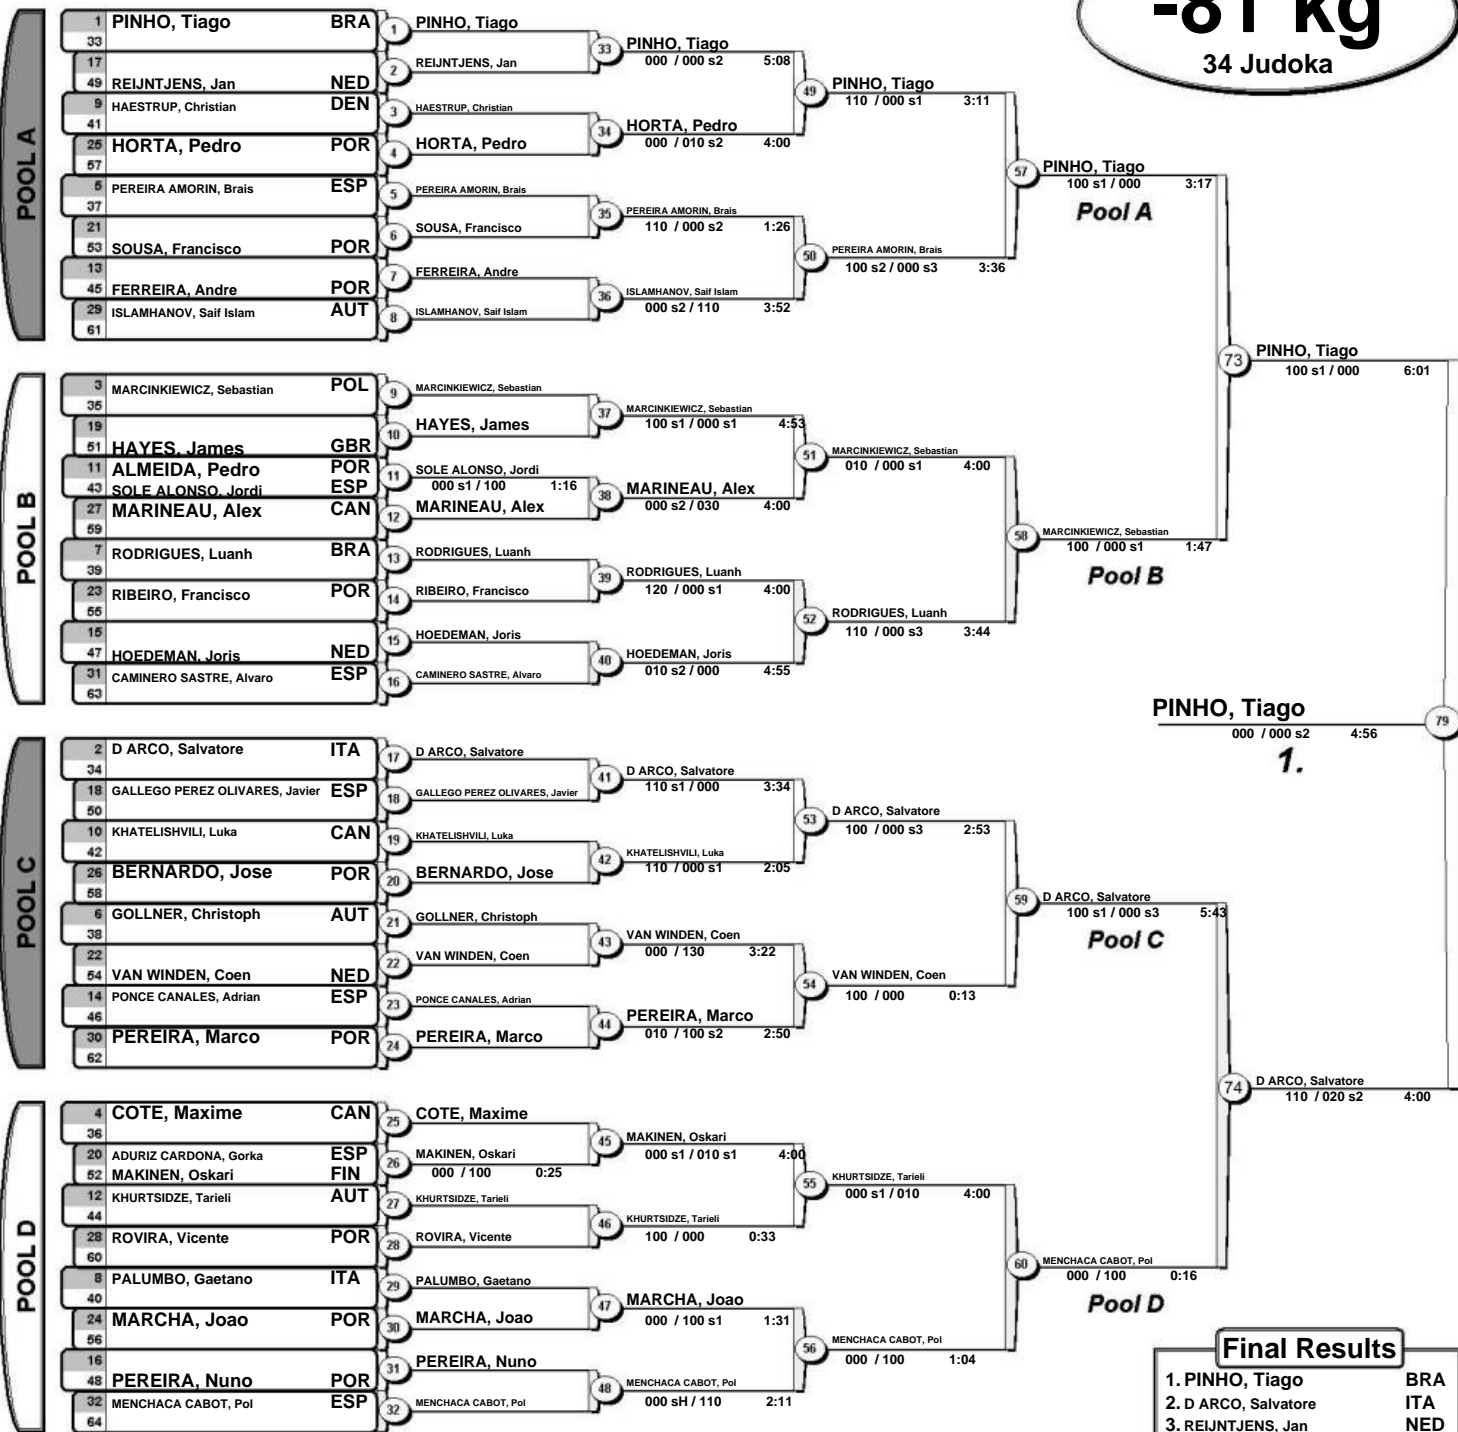 -81 kg
34 Judoka
POOL A
1 PINHO, Tiago BRA
33
17
49 REIJNTJENS, Jan NED
9 HAESTRUP, Christian DEN
41
25 HORTA, Pedro POR
57
5 PEREIRA AMORIN, Brais ESP
37
21
53 SOUSA, Francisco POR
13
45 FERREIRA, Andre POR
29 ISLAMHANOV, Saif Islam AUT
61
1 PINHO, Tiago
2 REIJNTJENS, Jan
3 HAESTRUP, Christian
4 HORTA, Pedro
5 PEREIRA AMORIN, Brais
6 SOUSA, Francisco
7 FERREIRA, Andre
8 ISLAMHANOV, Saif Islam
33 PINHO, Tiago
000 / 000 s2 5:08
34 HORTA, Pedro
000 / 010 s2 4:00
35 PEREIRA AMORIN, Brais
110 / 000 s2 1:26
36 ISLAMHANOV, Saif Islam
000 s2 / 110 3:52
49 PINHO, Tiago
110 / 000 s1 3:11
50 PEREIRA AMORIN, Brais
100 s2 / 000 s3 3:36
57 PINHO, Tiago
100 s1 / 000 3:17
Pool A
POOL B
3 MARCINKIEWICZ, Sebastian POL
35
19
51 HAYES, James GBR
11 ALMEIDA, Pedro POR
43 SOLE ALONSO, Jordi ESP
27 MARINEAU, Alex CAN
59
7 RODRIGUES, Luanh BRA
39
23 RIBEIRO, Francisco POR
55
15
47 HOEDEMAN, Joris NED
31 CAMINERO SASTRE, Alvaro ESP
63
9 MARCINKIEWICZ, Sebastian
10 HAYES, James
11 SOLE ALONSO, Jordi
000 s1 / 100 1:16
12 MARINEAU, Alex
13 RODRIGUES, Luanh
14 RIBEIRO, Francisco
15 HOEDEMAN, Joris
16 CAMINERO SASTRE, Alvaro
37 MARCINKIEWICZ, Sebastian
100 s1 / 000 s1 4:53
38 MARINEAU, Alex
000 s2 / 030 4:00
39 RODRIGUES, Luanh
120 / 000 s1 4:00
40 HOEDEMAN, Joris
010 s2 / 000 4:55
51 MARCINKIEWICZ, Sebastian
010 / 000 s1 4:00
52 RODRIGUES, Luanh
110 / 000 s3 3:44
58 MARCINKIEWICZ, Sebastian
100 / 000 s1 1:47
Pool B
73 PINHO, Tiago
100 s1 / 000 6:01
PINHO, Tiago 79
000 / 000 s2 4:56
1.
POOL C
2 D ARCO, Salvatore ITA
34
18 GALLEGO PEREZ OLIVARES, Javier ESP
50
10 KHATELISHVILI, Luka CAN
42
26 BERNARDO, Jose POR
58
6 GOLLNER, Christoph AUT
38
22
54 VAN WINDEN, Coen NED
14 PONCE CANALES, Adrian ESP
46
30 PEREIRA, Marco POR
62
17 D ARCO, Salvatore
18 GALLEGO PEREZ OLIVARES, Javier
19 KHATELISHVILI, Luka
20 BERNARDO, Jose
21 GOLLNER, Christoph
22 VAN WINDEN, Coen
23 PONCE CANALES, Adrian
24 PEREIRA, Marco
41 D ARCO, Salvatore
110 s1 / 000 3:34
42 KHATELISHVILI, Luka
110 / 000 s1 2:05
43 VAN WINDEN, Coen
000 / 130 3:22
44 PEREIRA, Marco
010 / 100 s2 2:50
53 D ARCO, Salvatore
100 / 000 s3 2:53
54 VAN WINDEN, Coen
100 / 000 0:13
59 D ARCO, Salvatore
100 s1 / 000 s3 5:43
Pool C
POOL D
4 COTE, Maxime CAN
36
20 ADURIZ CARDONA, Gorka ESP
52 MAKINEN, Oskari FIN
12 KHURTSIDZE, Tarieli AUT
44
28 ROVIRA, Vicente POR
60
8 PALUMBO, Gaetano ITA
40
24 MARCHA, Joao POR
56
16
48 PEREIRA, Nuno POR
32 MENCHACA CABOT, Pol ESP
64
25 COTE, Maxime
26 MAKINEN, Oskari
000 / 100 0:25
27 KHURTSIDZE, Tarieli
28 ROVIRA, Vicente
29 PALUMBO, Gaetano
30 MARCHA, Joao
31 PEREIRA, Nuno
32 MENCHACA CABOT, Pol
45 MAKINEN, Oskari
000 s1 / 010 s1 4:00
46 KHURTSIDZE, Tarieli
100 / 000 0:33
47 MARCHA, Joao
000 / 100 s1 1:31
48 MENCHACA CABOT, Pol
000 sH / 110 2:11
55 KHURTSIDZE, Tarieli
000 s1 / 010 4:00
56 MENCHACA CABOT, Pol
000 / 100 1:04
60 MENCHACA CABOT, Pol
000 / 100 0:16
Pool D
74 D ARCO, Salvatore
110 / 020 s2 4:00
Final Results
1. PINHO, Tiago BRA
2. D ARCO, Salvatore ITA
3. REIJNTJENS, Jan NED